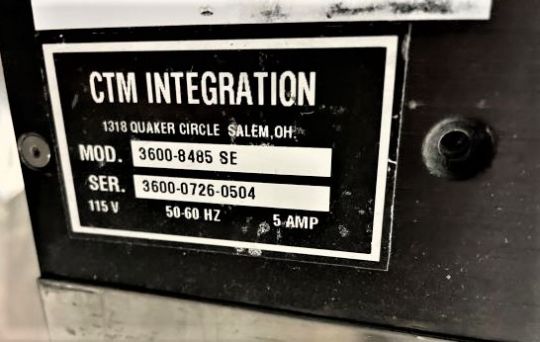 CTM INTEGRATION
1318 QUAKER CIRCLE SALEM, OH
MOD. 3600-8485 SE
SER. 3600-0726-0504
115 V 50-60 HZ 5 AMP